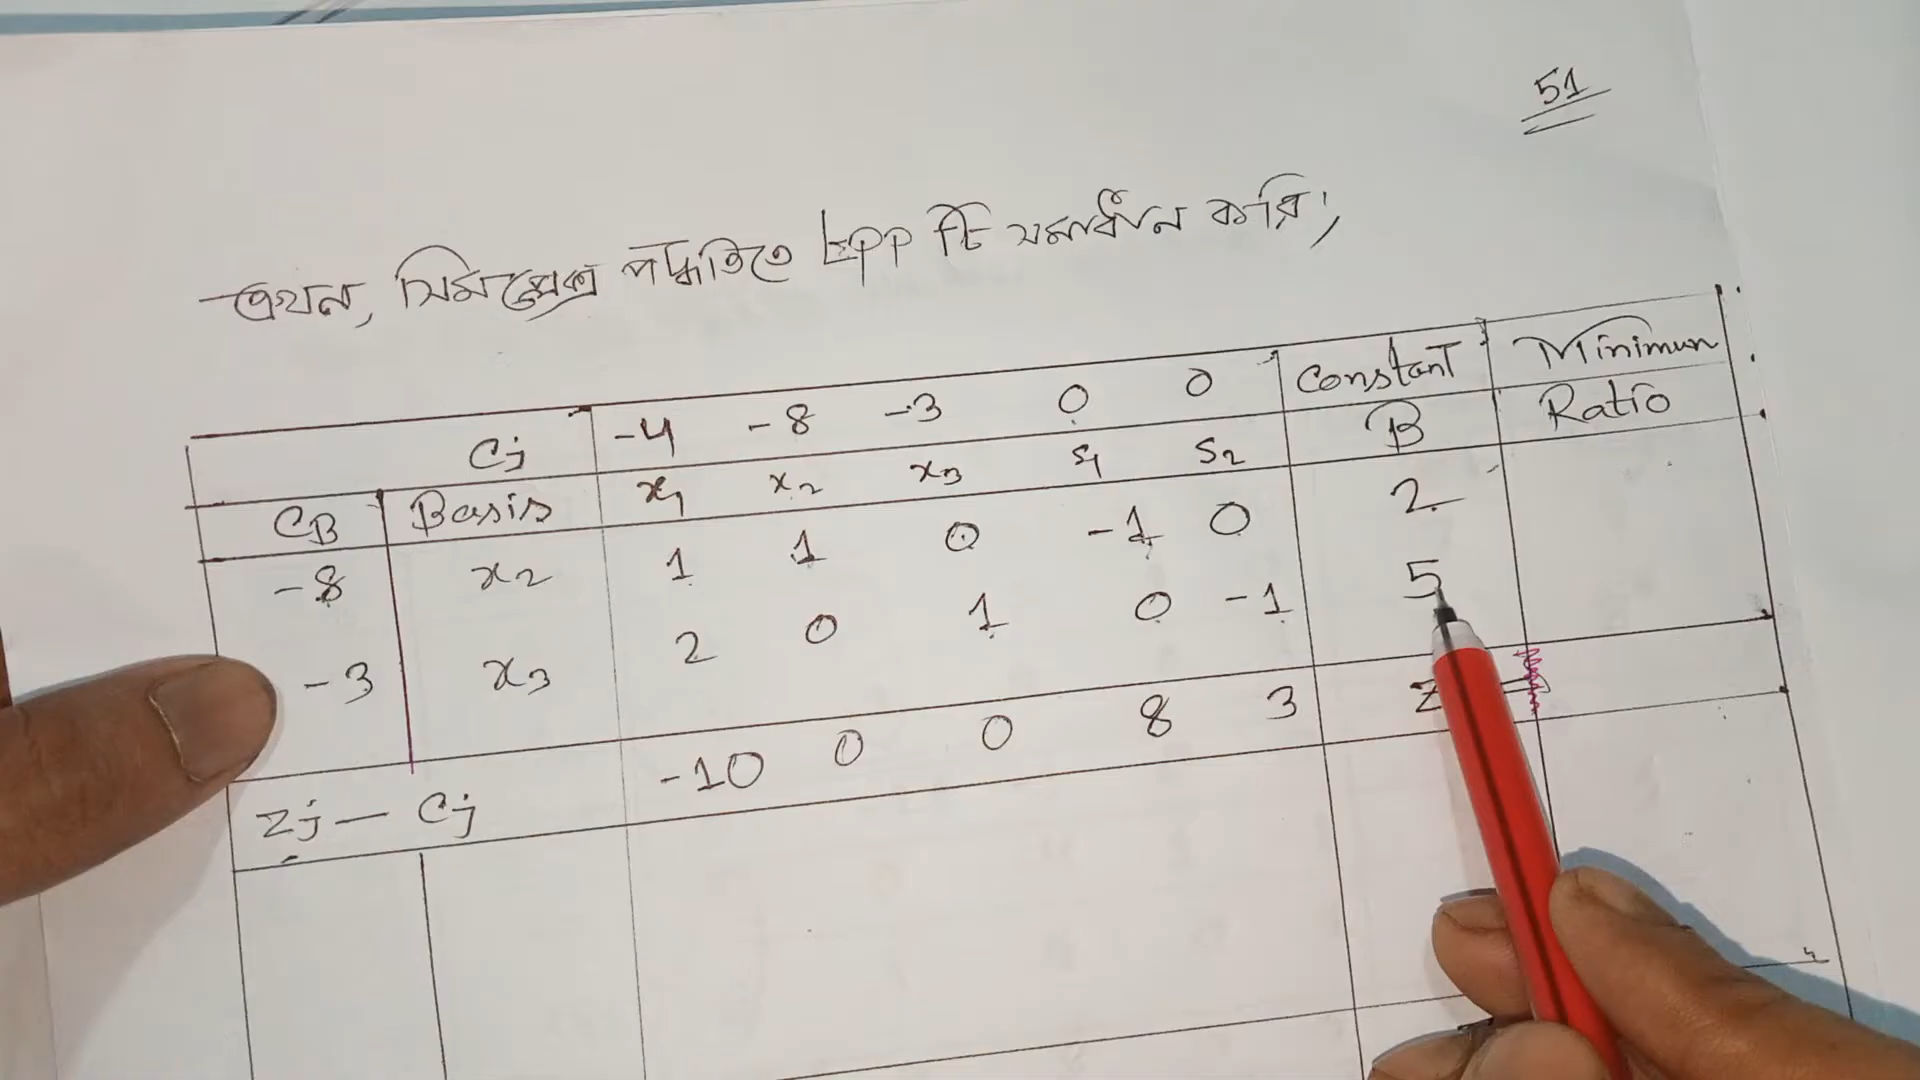 51
এখন, সিমপ্লেক্স পদ্ধতিতে LPP টি সমাধান করি,
Cj -4 -8 -3 0 0 Constant Minimun
CB Basis x1 x2 x3 s1 s2 B Ratio
-8 x2 1 1 0 -1 0 2
-3 x3 2 0 1 0 -1 5
Zj - Cj -10 0 0 8 3 Z